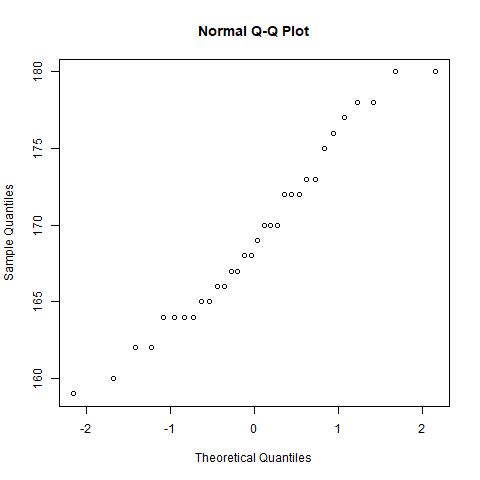 Normal Q-Q Plot
Sample Quantiles
180
175
170
165
160
-2 -1 0 1 2
Theoretical Quantiles